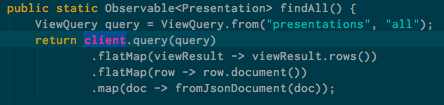 public static Observable<Presentation> findAll() {
ViewQuery query = ViewQuery.from("presentations", "all");
return client.query(query)
.flatMap(viewResult -> viewResult.rows())
.flatMap(row -> row.document())
.map(doc -> fromJsonDocument(doc));